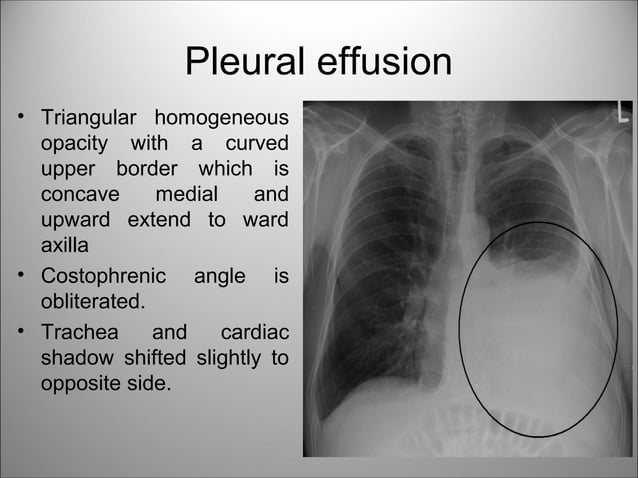 Pleural effusion
• Triangular homogeneous
opacity with a curved
upper border which is
concave medial and
upward extend to ward
axilla
• Costophrenic angle is
obliterated.
• Trachea and cardiac
shadow shifted slightly to
opposite side.
L